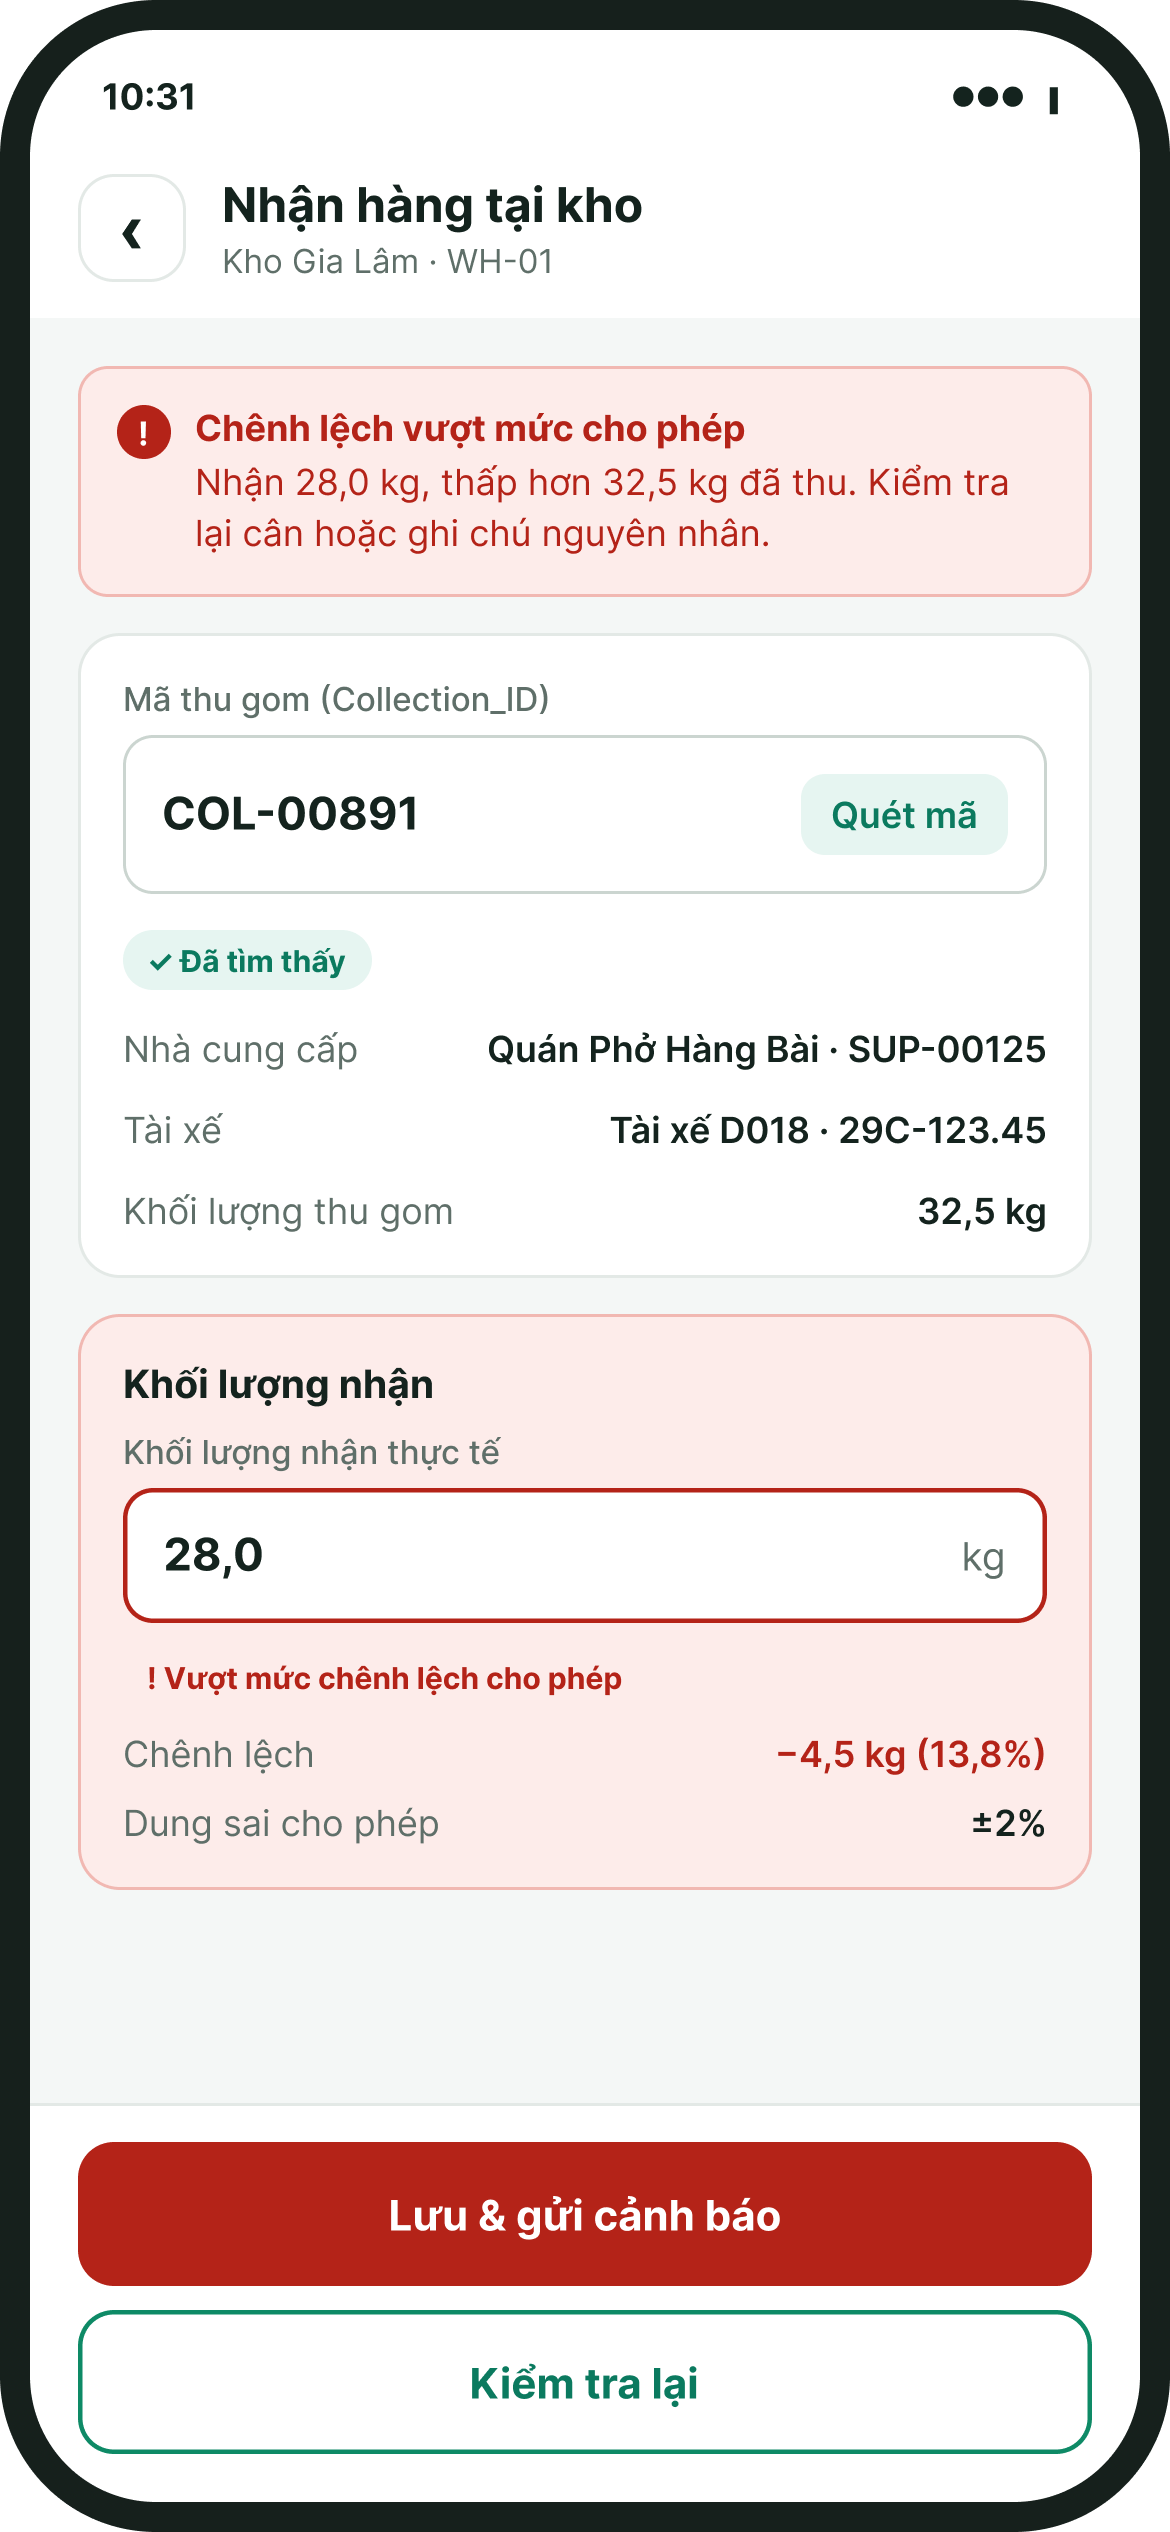 10:31
Nhận hàng tại kho
Kho Gia Lâm · WH-01
! Chênh lệch vượt mức cho phép
Nhận 28,0 kg, thấp hơn 32,5 kg đã thu. Kiểm tra
lại cân hoặc ghi chú nguyên nhân.
Mã thu gom (Collection_ID)
COL-00891 Quét mã
✓ Đã tìm thấy
Nhà cung cấp Quán Phở Hàng Bài · SUP-00125
Tài xế Tài xế D018 · 29C-123.45
Khối lượng thu gom 32,5 kg
Khối lượng nhận
Khối lượng nhận thực tế
28,0 kg
! Vượt mức chênh lệch cho phép
Chênh lệch −4,5 kg (13,8%)
Dung sai cho phép ±2%
Lưu & gửi cảnh báo
Kiểm tra lại